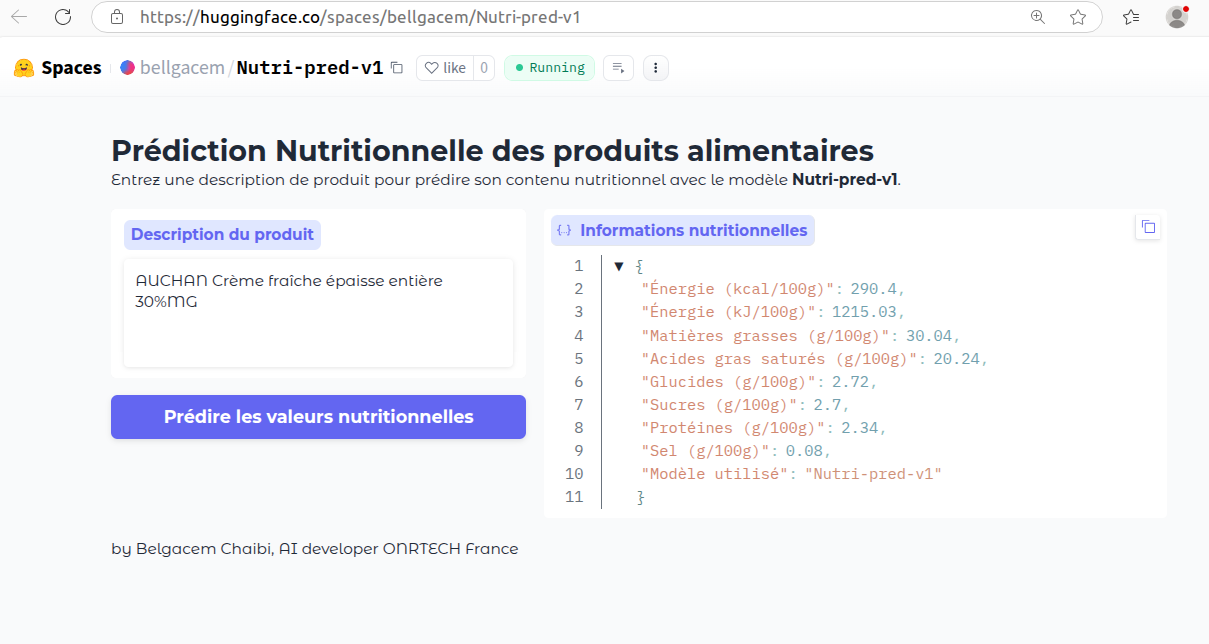 https://huggingface.co/spaces/bellgacem/Nutri-pred-v1
Spaces bellgacem/Nutri-pred-v1 like 0 Running
Prédiction Nutritionnelle des produits alimentaires
Entrez une description de produit pour prédire son contenu nutritionnel avec le modèle Nutri-pred-v1.
Description du produit
AUCHAN Crème fraîche épaisse entière
30%MG
Prédire les valeurs nutritionnelles
{..} Informations nutritionnelles
1 ▼ {
2 "Énergie (kcal/100g)": 290.4,
3 "Énergie (kJ/100g)": 1215.03,
4 "Matières grasses (g/100g)": 30.04,
5 "Acides gras saturés (g/100g)": 20.24,
6 "Glucides (g/100g)": 2.72,
7 "Sucres (g/100g)": 2.7,
8 "Protéines (g/100g)": 2.34,
9 "Sel (g/100g)": 0.08,
10 "Modèle utilisé": "Nutri-pred-v1"
11 }
by Belgacem Chaibi, AI developer ONRTECH France